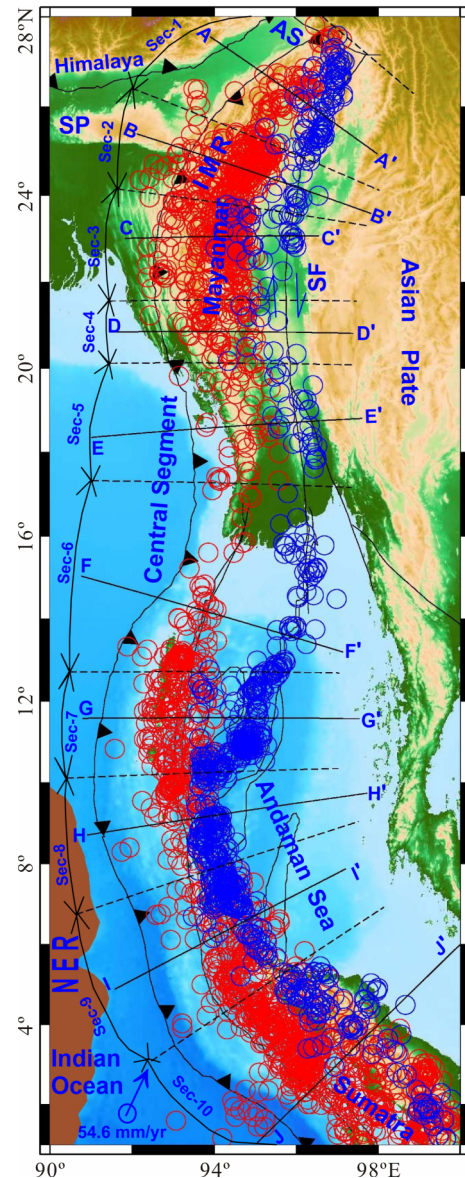 28°N
Sec-1
A
AS
Himalaya
SP
B
Sec-2
I M R
A'
24°
B'
Sec-3
C
C'
Mayanmar
SF
Asian Plate
Sec-4
D
D'
20°
Sec-5
E
E'
Central Segment
16°
Sec-6
F
F'
12°
Sec-7
G
G'
H
H'
Andaman Sea
8°
Sec-8
I'
N E R
I
J'
Sec-9
4°
Indian
Ocean
Sec-10
Sumatra
54.6 mm/yr
J
90°
94°
98°E